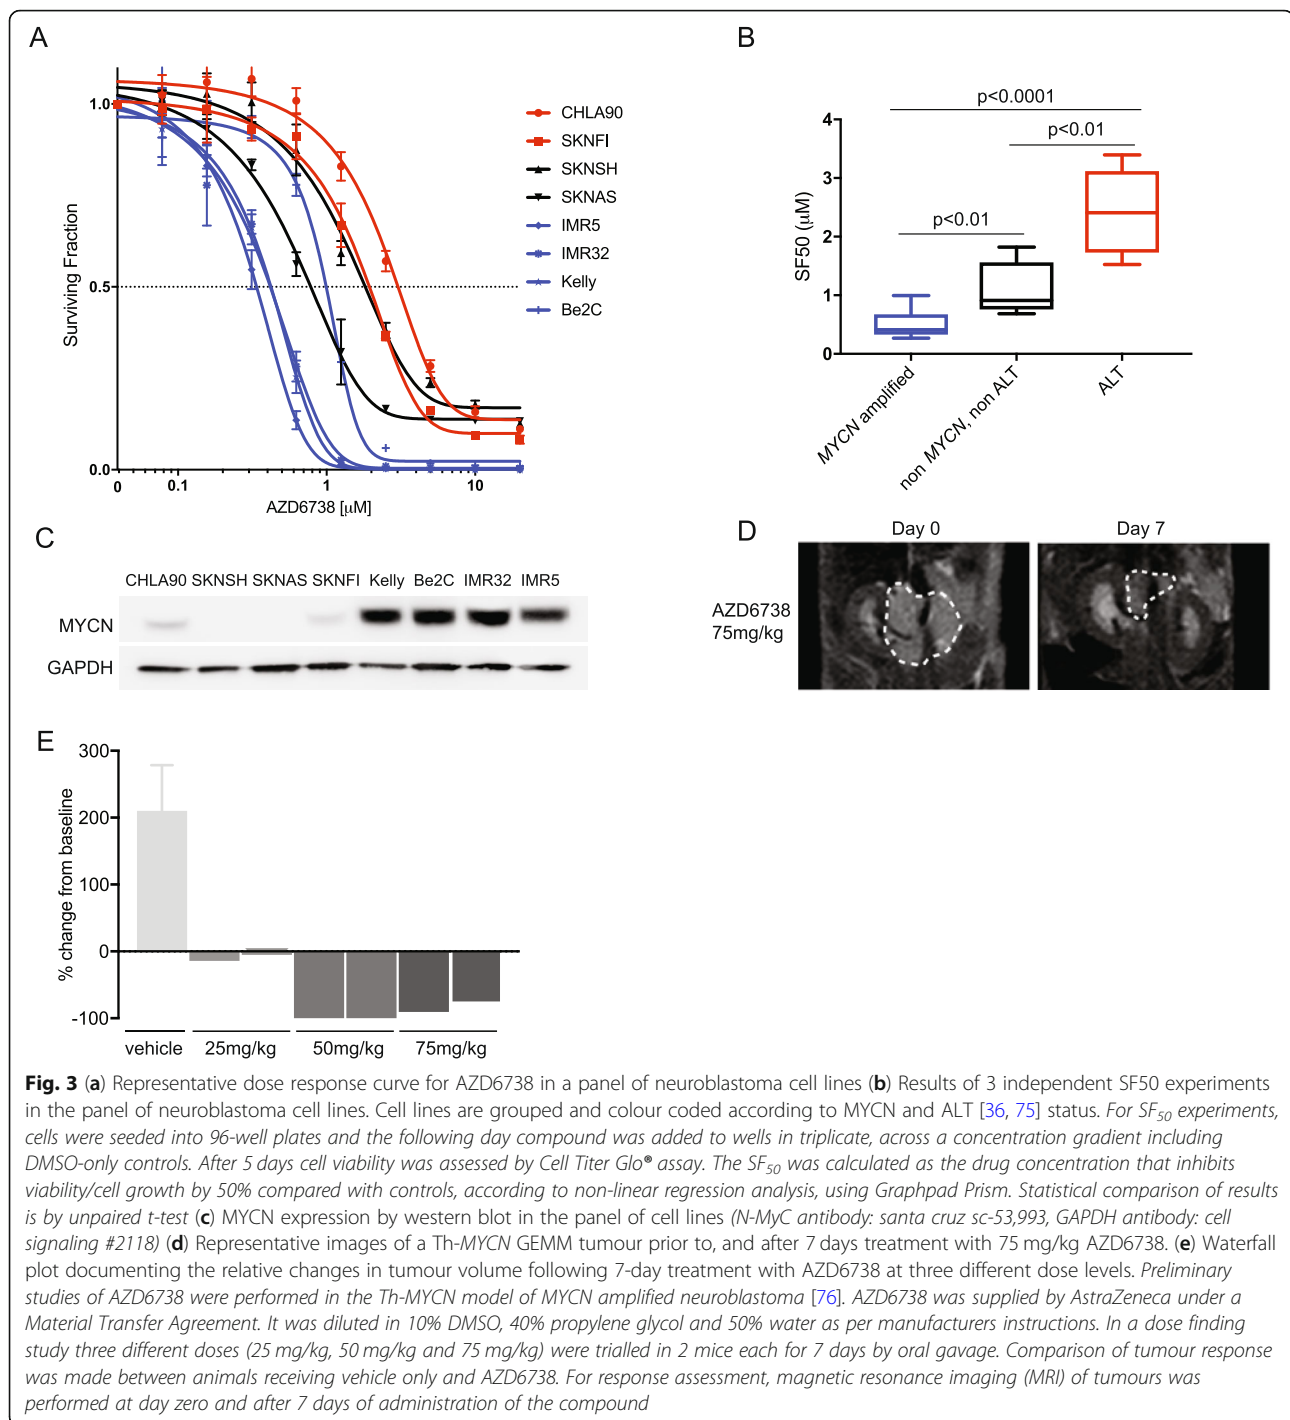 A
1.0
0.5
0.0
Surviving Fraction
0
0.1
1
10
AZD6738 [μM]
CHLA90
SKNFI
SKNSH
SKNAS
IMR5
IMR32
Kelly
Be2C
B
p<0.0001
p<0.01
p<0.01
4
3
2
1
0
SF50 (μM)
MYCN amplified
non MYCN, non ALT
ALT
C
CHLA90 SKNSH SKNAS SKNFI Kelly Be2C IMR32 IMR5
MYCN
GAPDH
D
Day 0
Day 7
AZD6738
75mg/kg
E
300
200
100
0
-100
% change from baseline
vehicle
25mg/kg
50mg/kg
75mg/kg
Fig. 3 (a) Representative dose response curve for AZD6738 in a panel of neuroblastoma cell lines (b) Results of 3 independent SF50 experiments
in the panel of neuroblastoma cell lines. Cell lines are grouped and colour coded according to MYCN and ALT [36, 75] status. For SF50 experiments,
cells were seeded into 96-well plates and the following day compound was added to wells in triplicate, across a concentration gradient including
DMSO-only controls. After 5 days cell viability was assessed by Cell Titer Glo® assay. The SF50 was calculated as the drug concentration that inhibits
viability/cell growth by 50% compared with controls, according to non-linear regression analysis, using Graphpad Prism. Statistical comparison of results
is by unpaired t-test (c) MYCN expression by western blot in the panel of cell lines (N-MyC antibody: santa cruz sc-53,993, GAPDH antibody: cell
signaling #2118) (d) Representative images of a Th-MYCN GEMM tumour prior to, and after 7 days treatment with 75 mg/kg AZD6738. (e) Waterfall
plot documenting the relative changes in tumour volume following 7-day treatment with AZD6738 at three different dose levels. Preliminary
studies of AZD6738 were performed in the Th-MYCN model of MYCN amplified neuroblastoma [76]. AZD6738 was supplied by AstraZeneca under a
Material Transfer Agreement. It was diluted in 10% DMSO, 40% propylene glycol and 50% water as per manufacturers instructions. In a dose finding
study three different doses (25 mg/kg, 50 mg/kg and 75 mg/kg) were trialled in 2 mice each for 7 days by oral gavage. Comparison of tumour response
was made between animals receiving vehicle only and AZD6738. For response assessment, magnetic resonance imaging (MRI) of tumours was
performed at day zero and after 7 days of administration of the compound